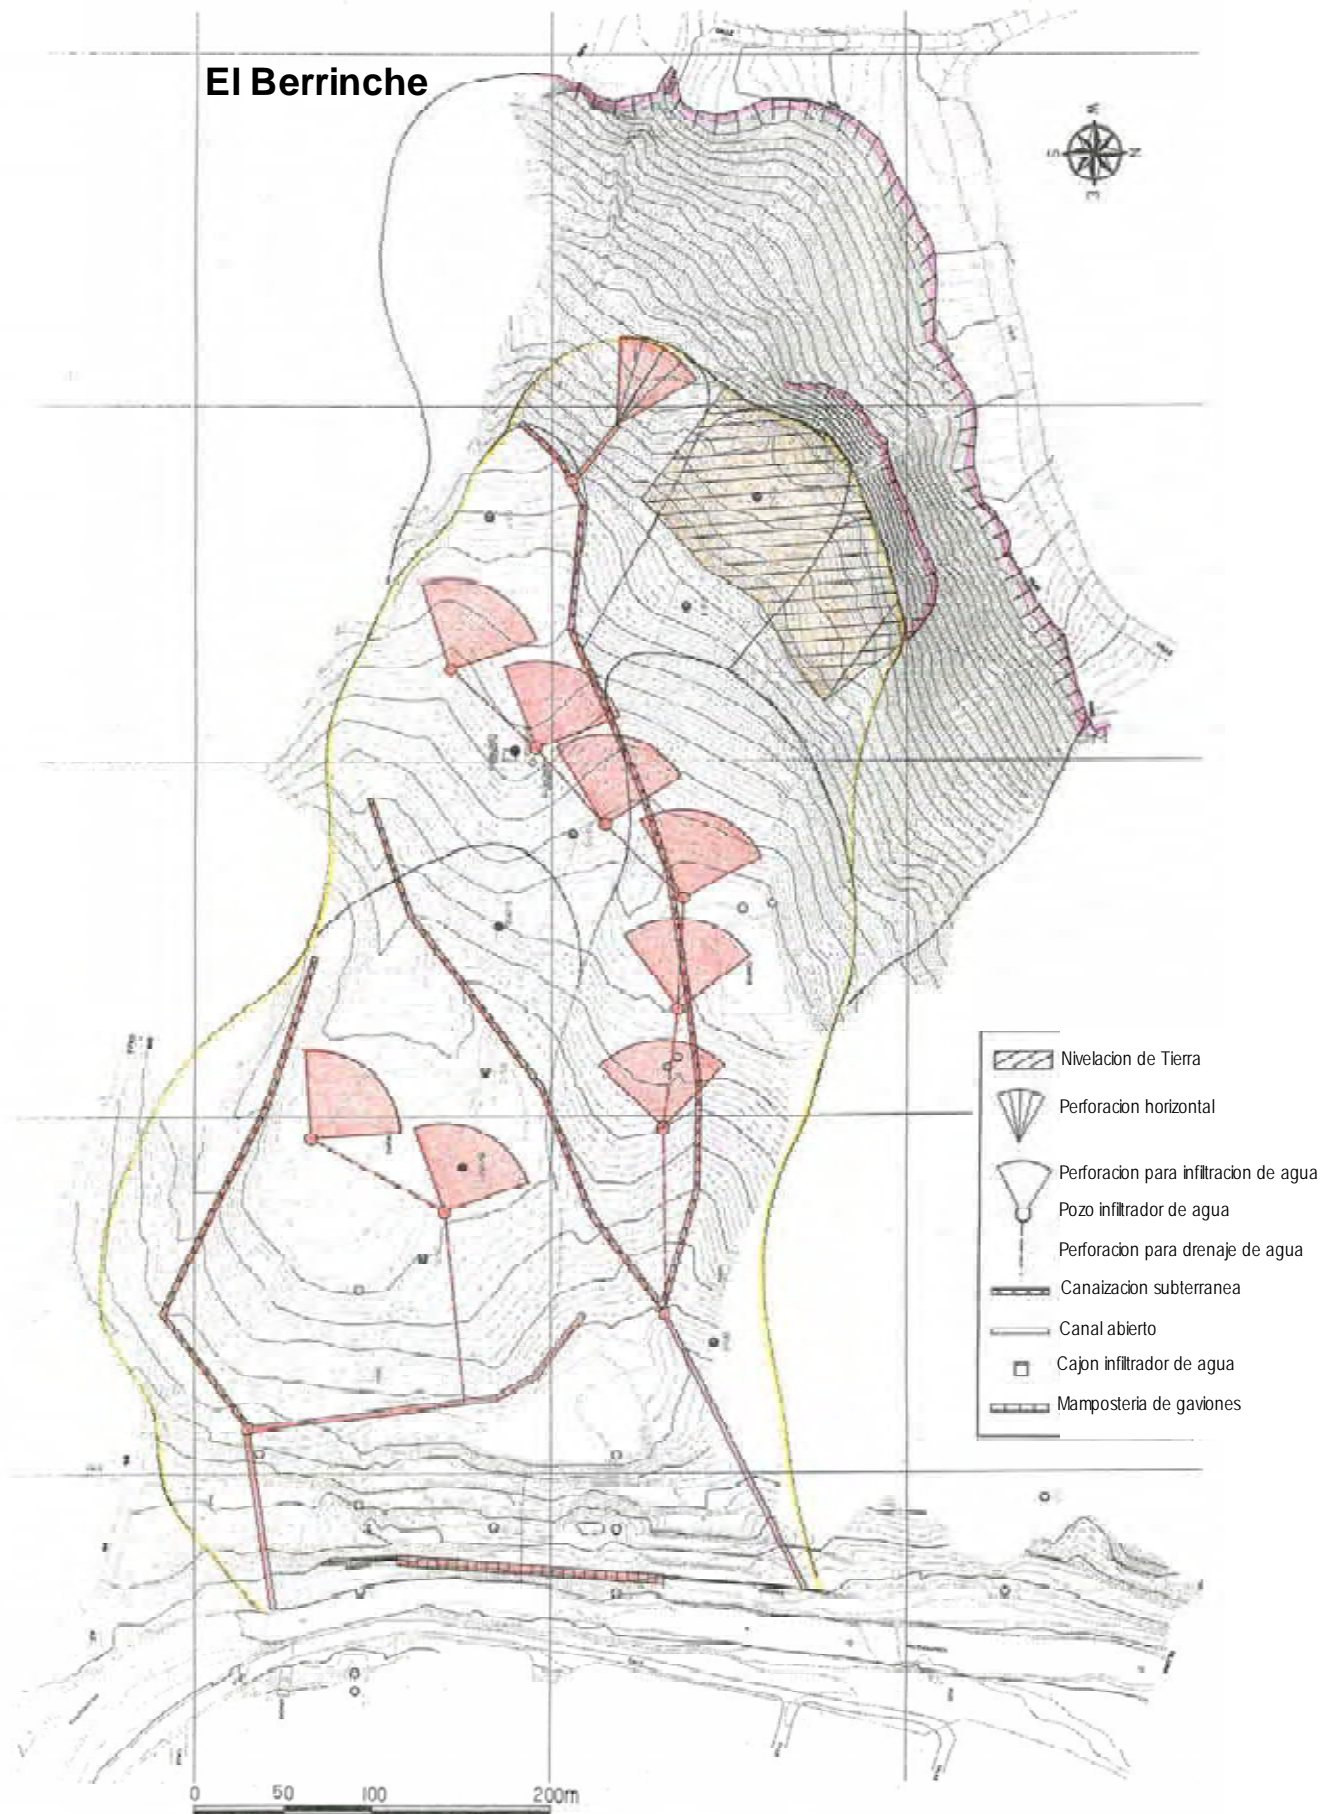 El Berrinche
W
S
N
E
Nivelacion de Tierra
Perforacion horizontal
Perforacion para infiltracion de agua
Pozo infiltrador de agua
Perforacion para drenaje de agua
Canaizacion subterranea
Canal abierto
Cajon infiltrador de agua
Mamposteria de gaviones
0 50 100 200m